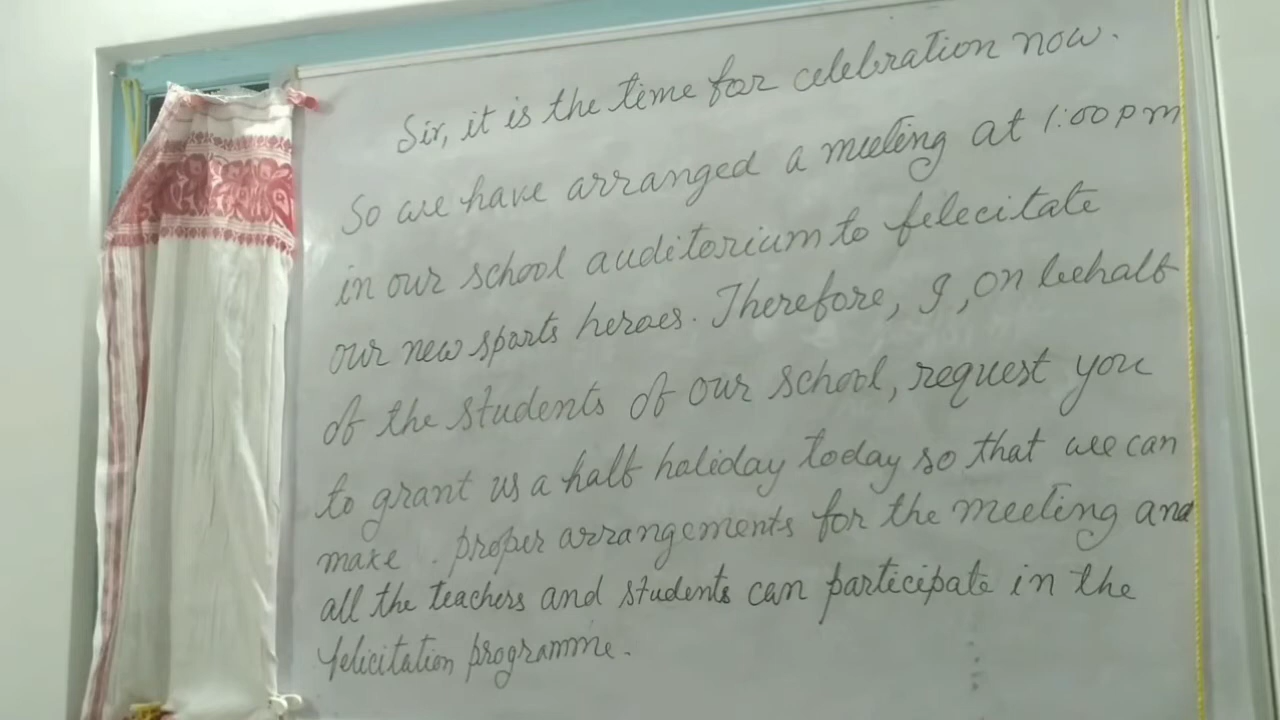 Sir, it is the time for celebration now.
So we have arranged a meeting at 1:00 pm
in our school auditorium to felecitate
our new sports heroes. Therefore, I, on behalf
of the students of our school, request you
to grant us a half holiday today so that we can
make . proper arrangements for the meeting and
all the teachers and students can participate in the
felicitation programme.